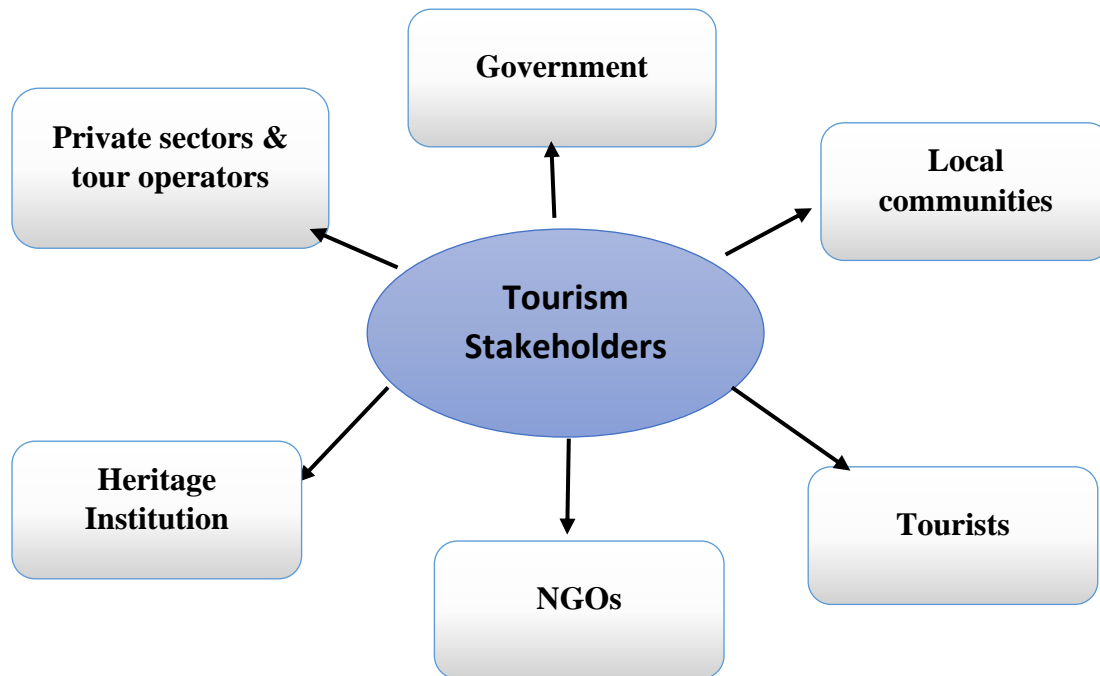 Government
Private sectors &
tour operators
Local
communities
Tourism
Stakeholders
Heritage
Institution
Tourists
NGOs